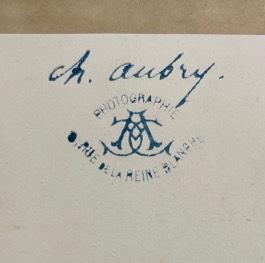 ch. aubry.
PHOTOGRAPHIE
RUE DE LA REINE BLANCHE